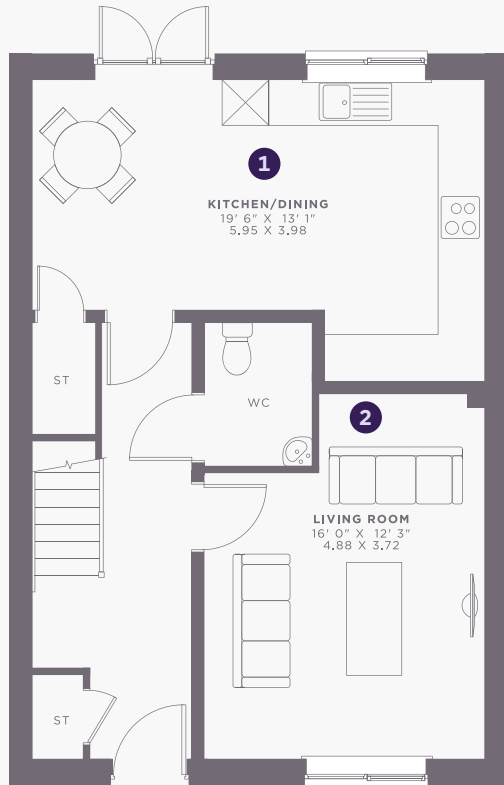 1
KITCHEN/DINING
19' 6" X 13' 1"
5.95 X 3.98
ST
WC
2
LIVING ROOM
16' 0" X 12' 3"
4.88 X 3.72
ST